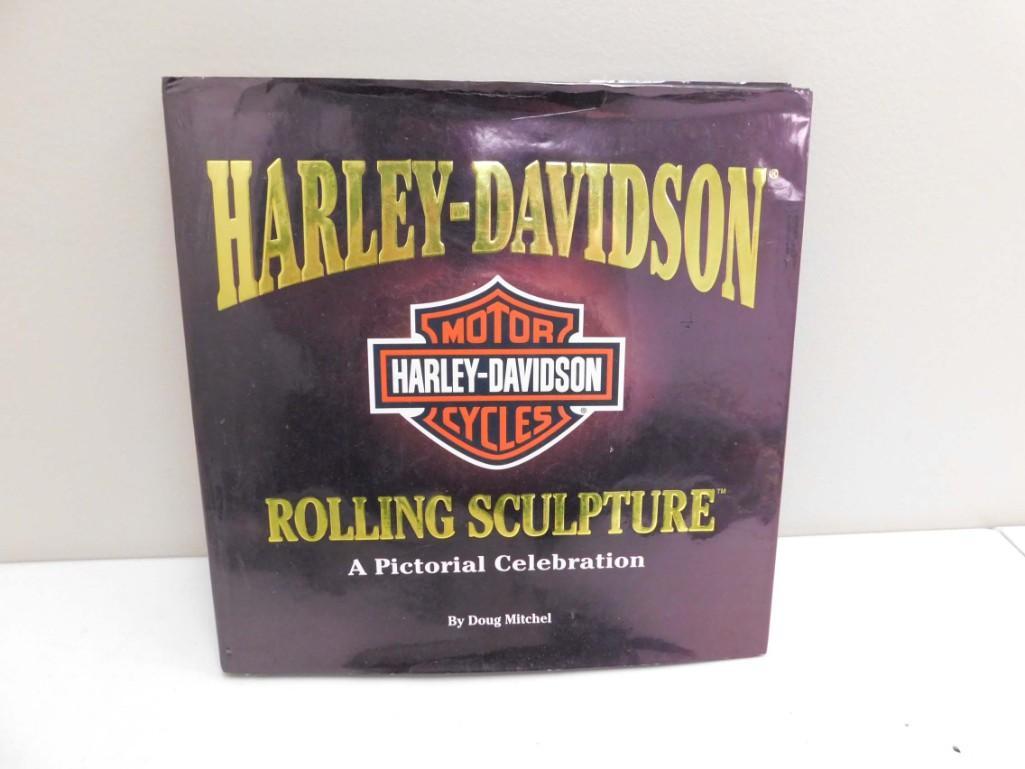 HARLEY-DAVIDSON®
MOTOR
HARLEY-DAVIDSON
CYCLES ®
ROLLING SCULPTURE™
A Pictorial Celebration
By Doug Mitchel